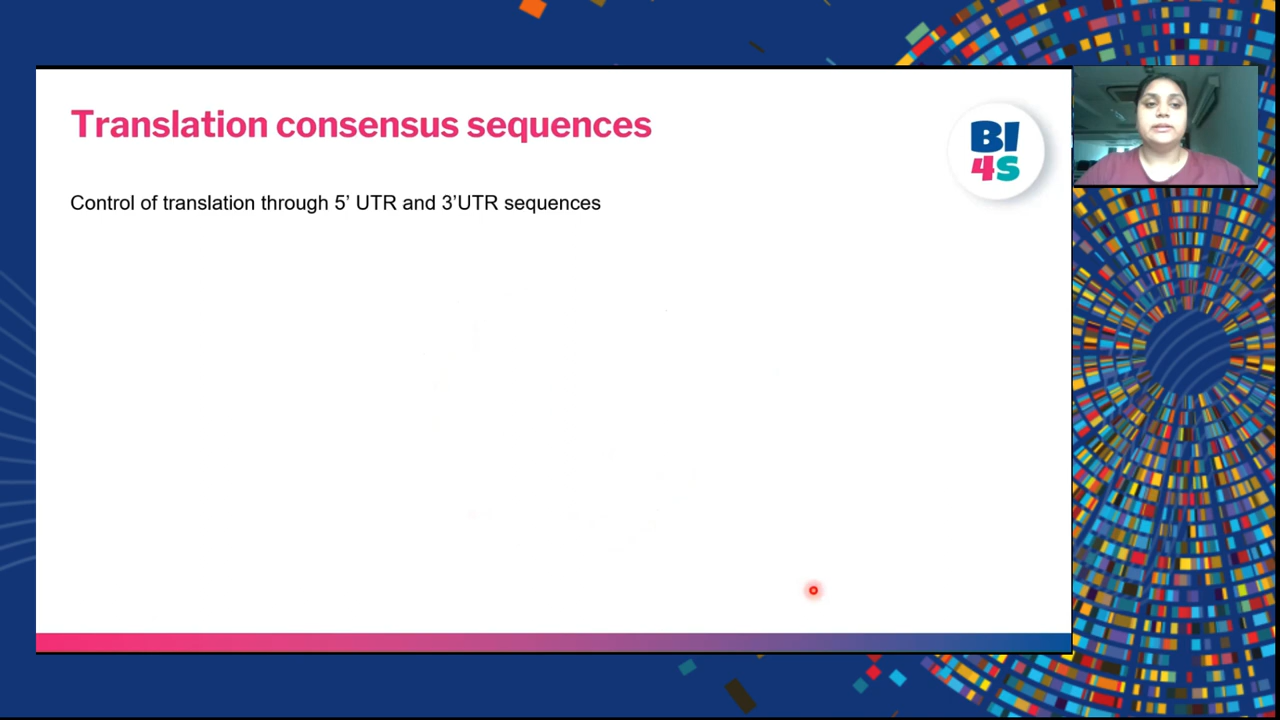 Translation consensus sequences
BI
4S
Control of translation through 5’ UTR and 3’UTR sequences